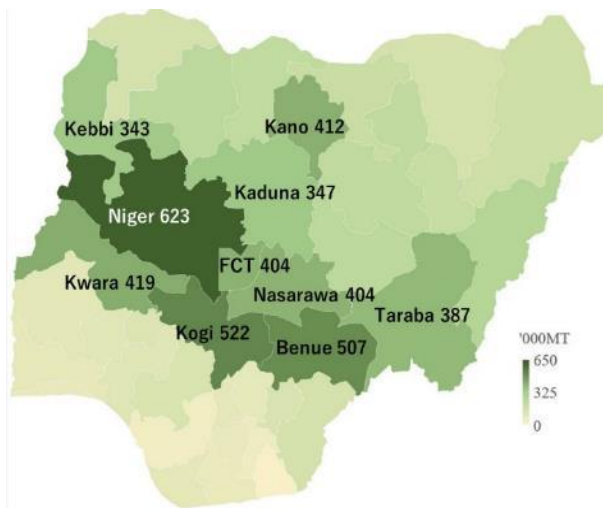 Kebbi 343
Kano 412
Kaduna 347
Niger 623
FCT 404
Kwara 419
Nasarawa 404
Taraba 387
Kogi 522
Benue 507
'000MT
650
325
0